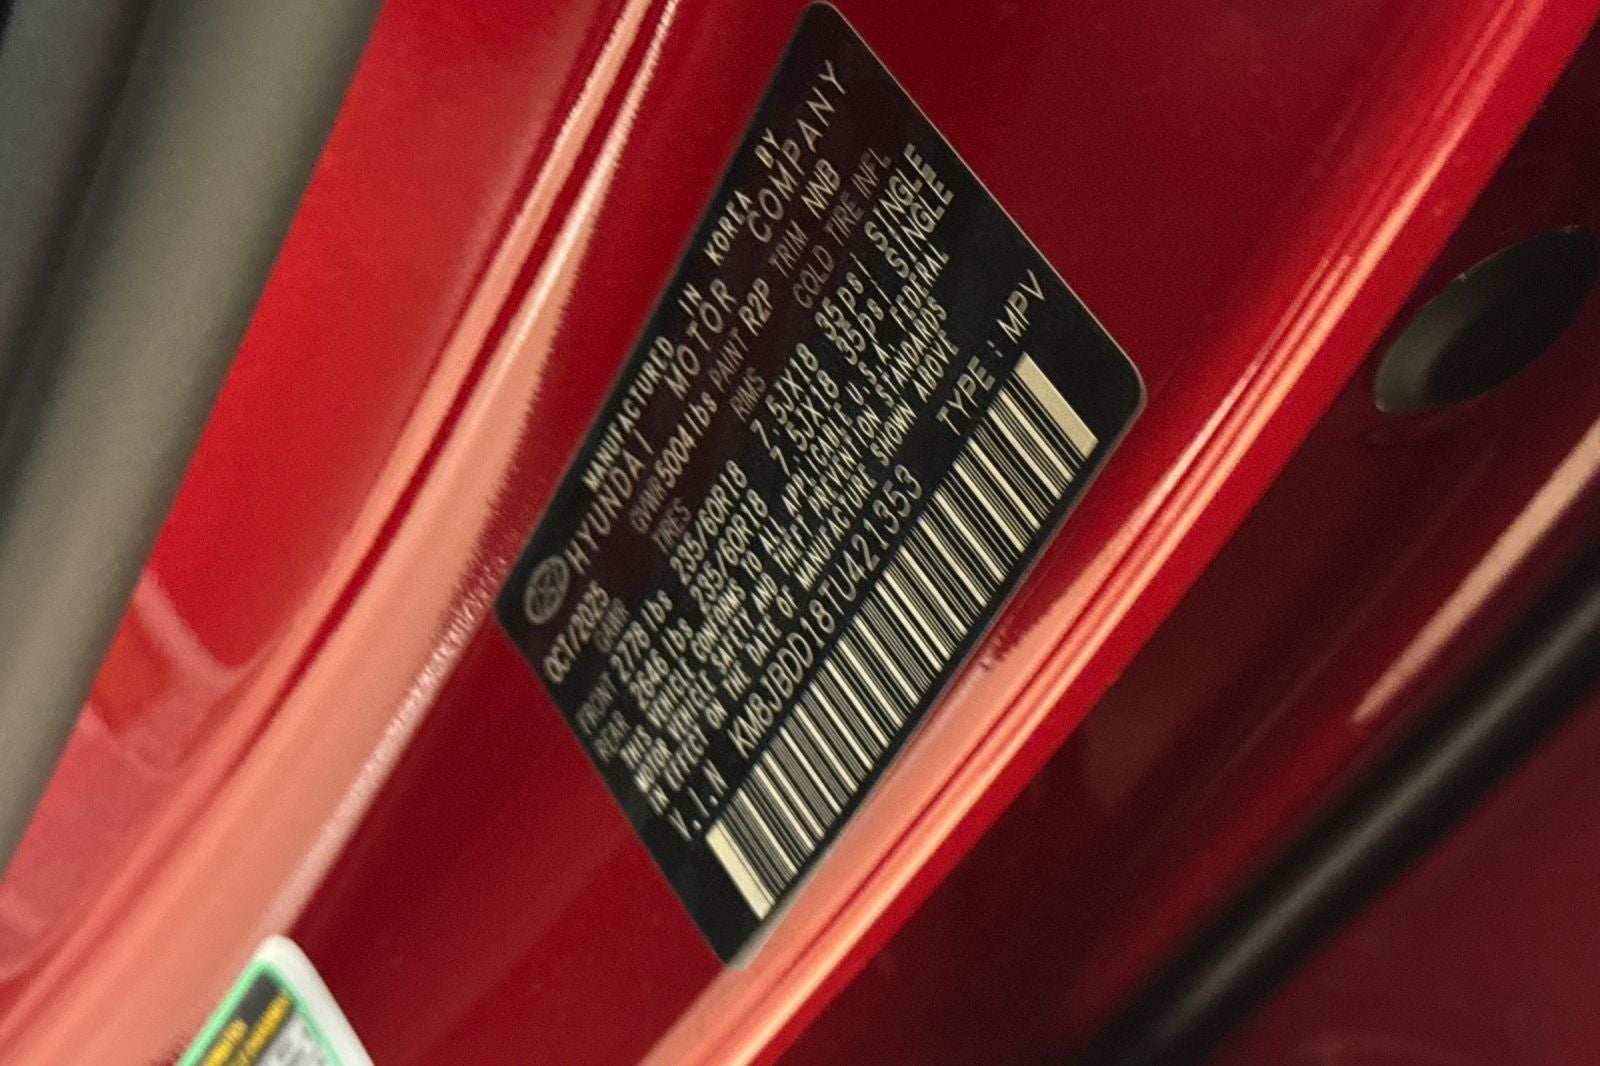 MANUFACTURED IN KOREA BY
HYUNDAI MOTOR COMPANY
OCT/2025 GVWR 5004 lbs PAINT R2P TRIM NNB
GAWR TIRES RIMS COLD TIRE INFL
FRONT 2778 lbs 235/60R18 7.5JX18 35psi SINGLE
REAR 2646 lbs 235/60R18 7.5JX18 35psi SINGLE
THIS VEHICLE CONFORMS TO ALL APPLICABLE U.S.A. FEDERAL
MOTOR VEHICLE SAFETY AND THEFT PREVENTION STANDARDS
IN EFFECT ON THE DATE OF MANUFACTURE SHOWN ABOVE
V.I.N KM8JBDD18TU421353 TYPE : MPV